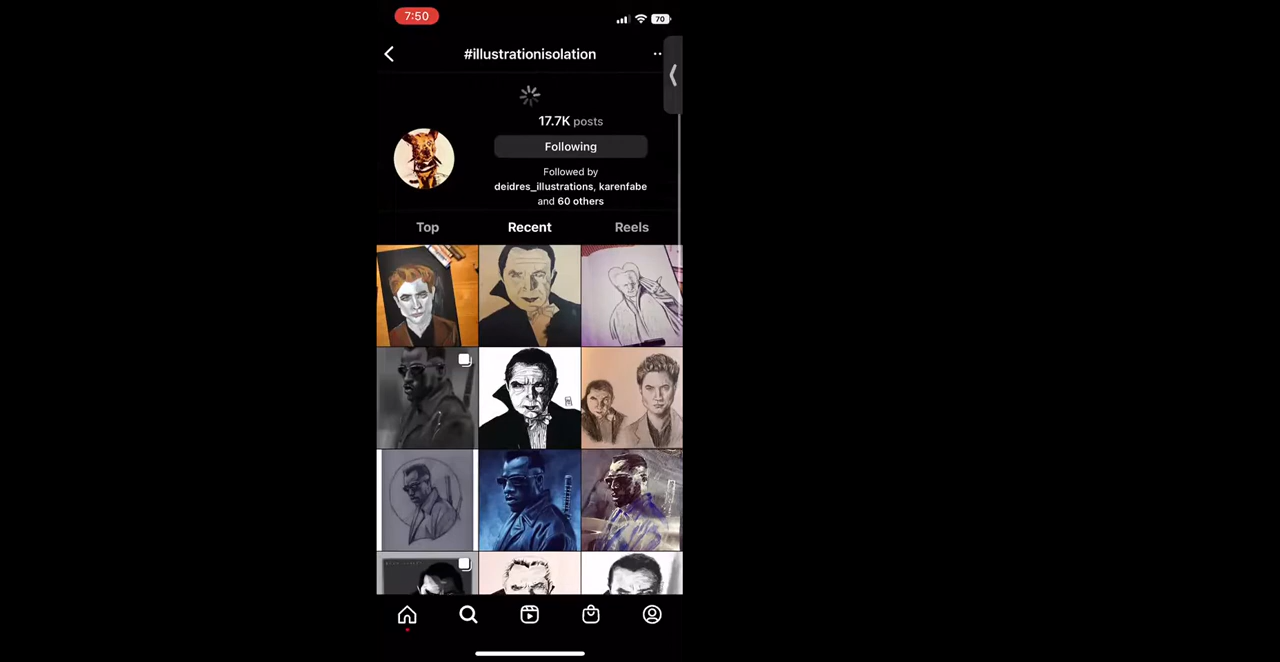 7:50
70
#illustrationisolation
17.7K posts
Following
Followed by
deidres_illustrations, karenfabe
and 60 others
Top Recent Reels